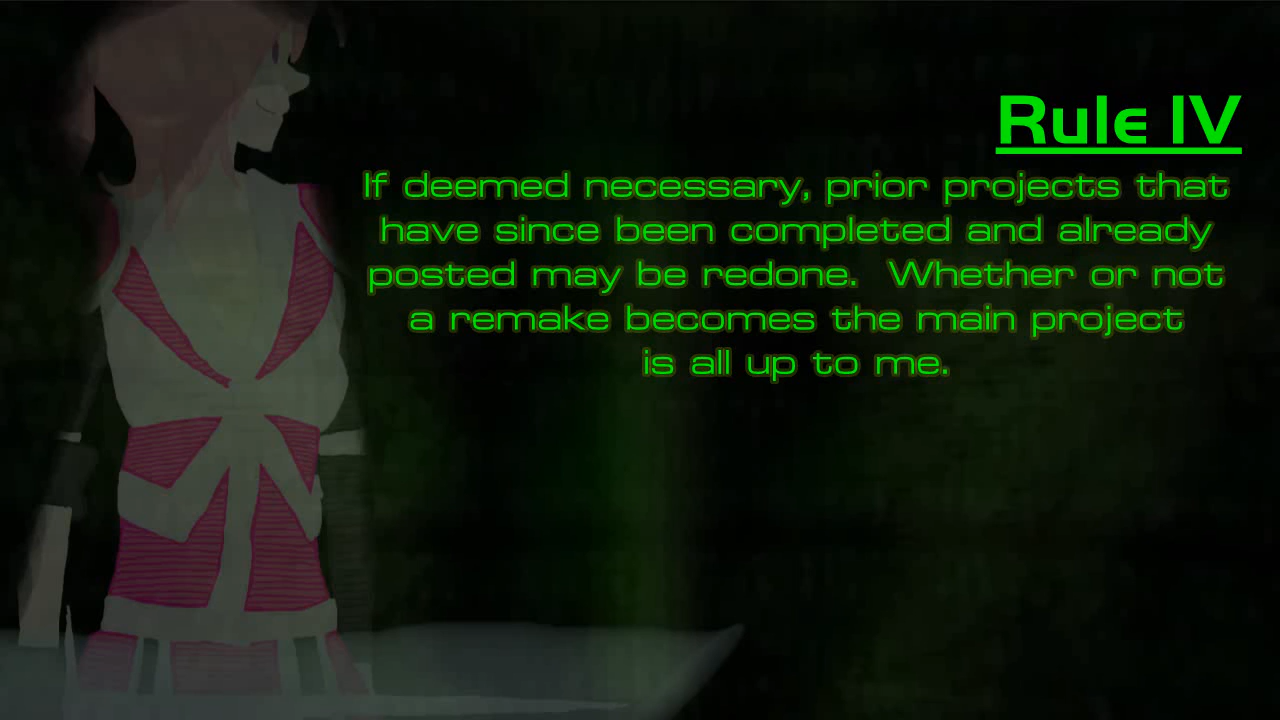 Rule IV
If deemed necessary, prior projects that
have since been completed and already
posted may be redone.  Whether or not
a remake becomes the main project
is all up to me.